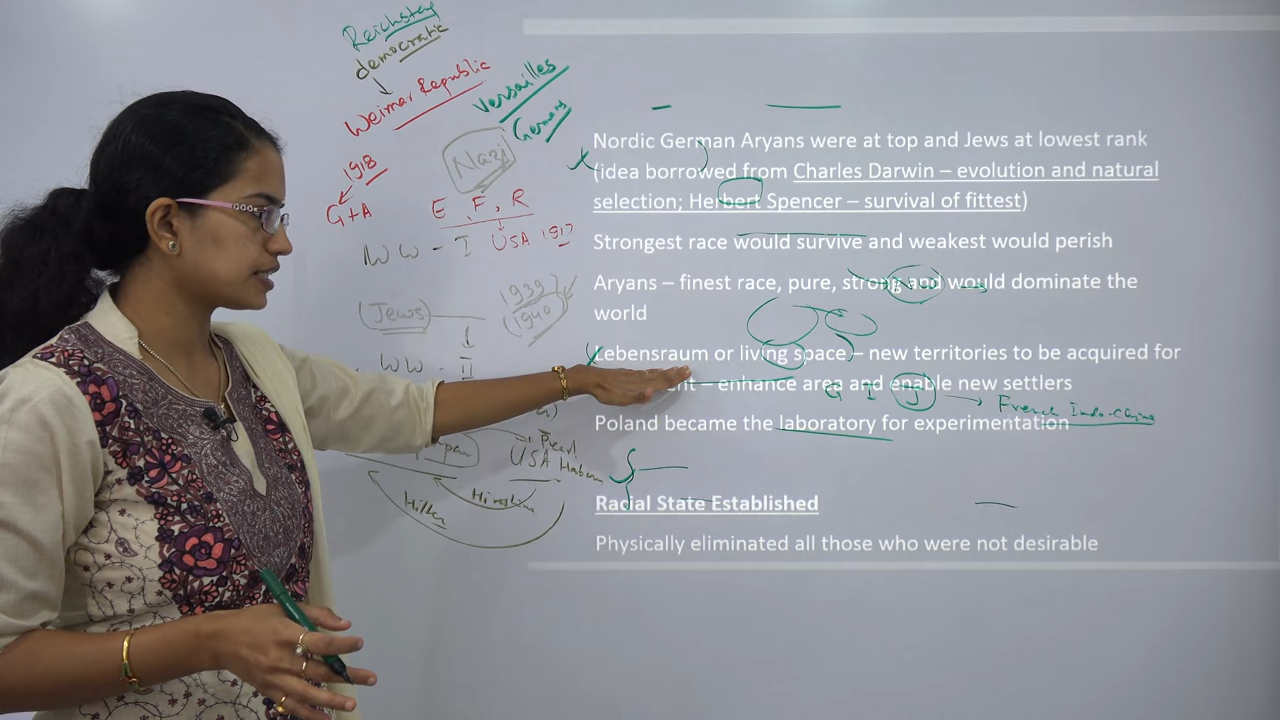 Reichstag
democratic
Weimar Republic
Versailles
Germany
1918
G+A
Nazi
E, F, R
WW - I USA 1917
1939
(1940)
(Jews)
WW - II
Pearl
USA Habour
Hiroshima
Hitler
Nordic German Aryans were at top and Jews at lowest rank
(idea borrowed from Charles Darwin – evolution and natural
selection; Herbert Spencer – survival of fittest)
Strongest race would survive and weakest would perish
Aryans – finest race, pure, strong and would dominate the
world
Lebensraum or living space – new territories to be acquired for
– enhance area and enable new settlers
G I J → French Indo-China
Poland became the laboratory for experimentation
Racial State Established
Physically eliminated all those who were not desirable